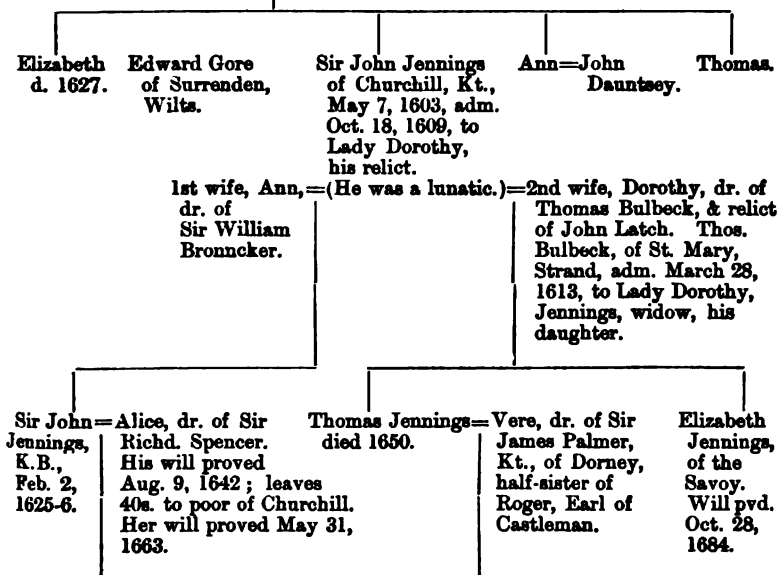 Elizabeth
d. 1627.
Edward Gore
of Surrenden,
Wilts.
Sir John Jennings
of Churchill, Kt.,
May 7, 1603, adm.
Oct. 18, 1609, to
Lady Dorothy,
his relict.
Ann=John
Dauntsey.
Thomas.
1st wife, Ann,=(He was a lunatic.)=2nd wife, Dorothy, dr. of
dr. of
Sir William
Bronncker.
Thomas Bulbeck, & relict
of John Latch. Thos.
Bulbeck, of St. Mary,
Strand, adm. March 28,
1613, to Lady Dorothy,
Jennings, widow, his
daughter.
Sir John=Alice, dr. of Sir
Jennings,
K.B.,
Feb. 2,
1625-6.
Richd. Spencer.
His will proved
Aug. 9, 1642; leaves
40s. to poor of Churchill.
Her will proved May 31,
1663.
Thomas Jennings=Vere, dr. of Sir
died 1650.
James Palmer,
Kt., of Dorney,
half-sister of
Roger, Earl of
Castleman.
Elizabeth
Jennings,
of the
Savoy.
Will pvd.
Oct. 28,
1684.